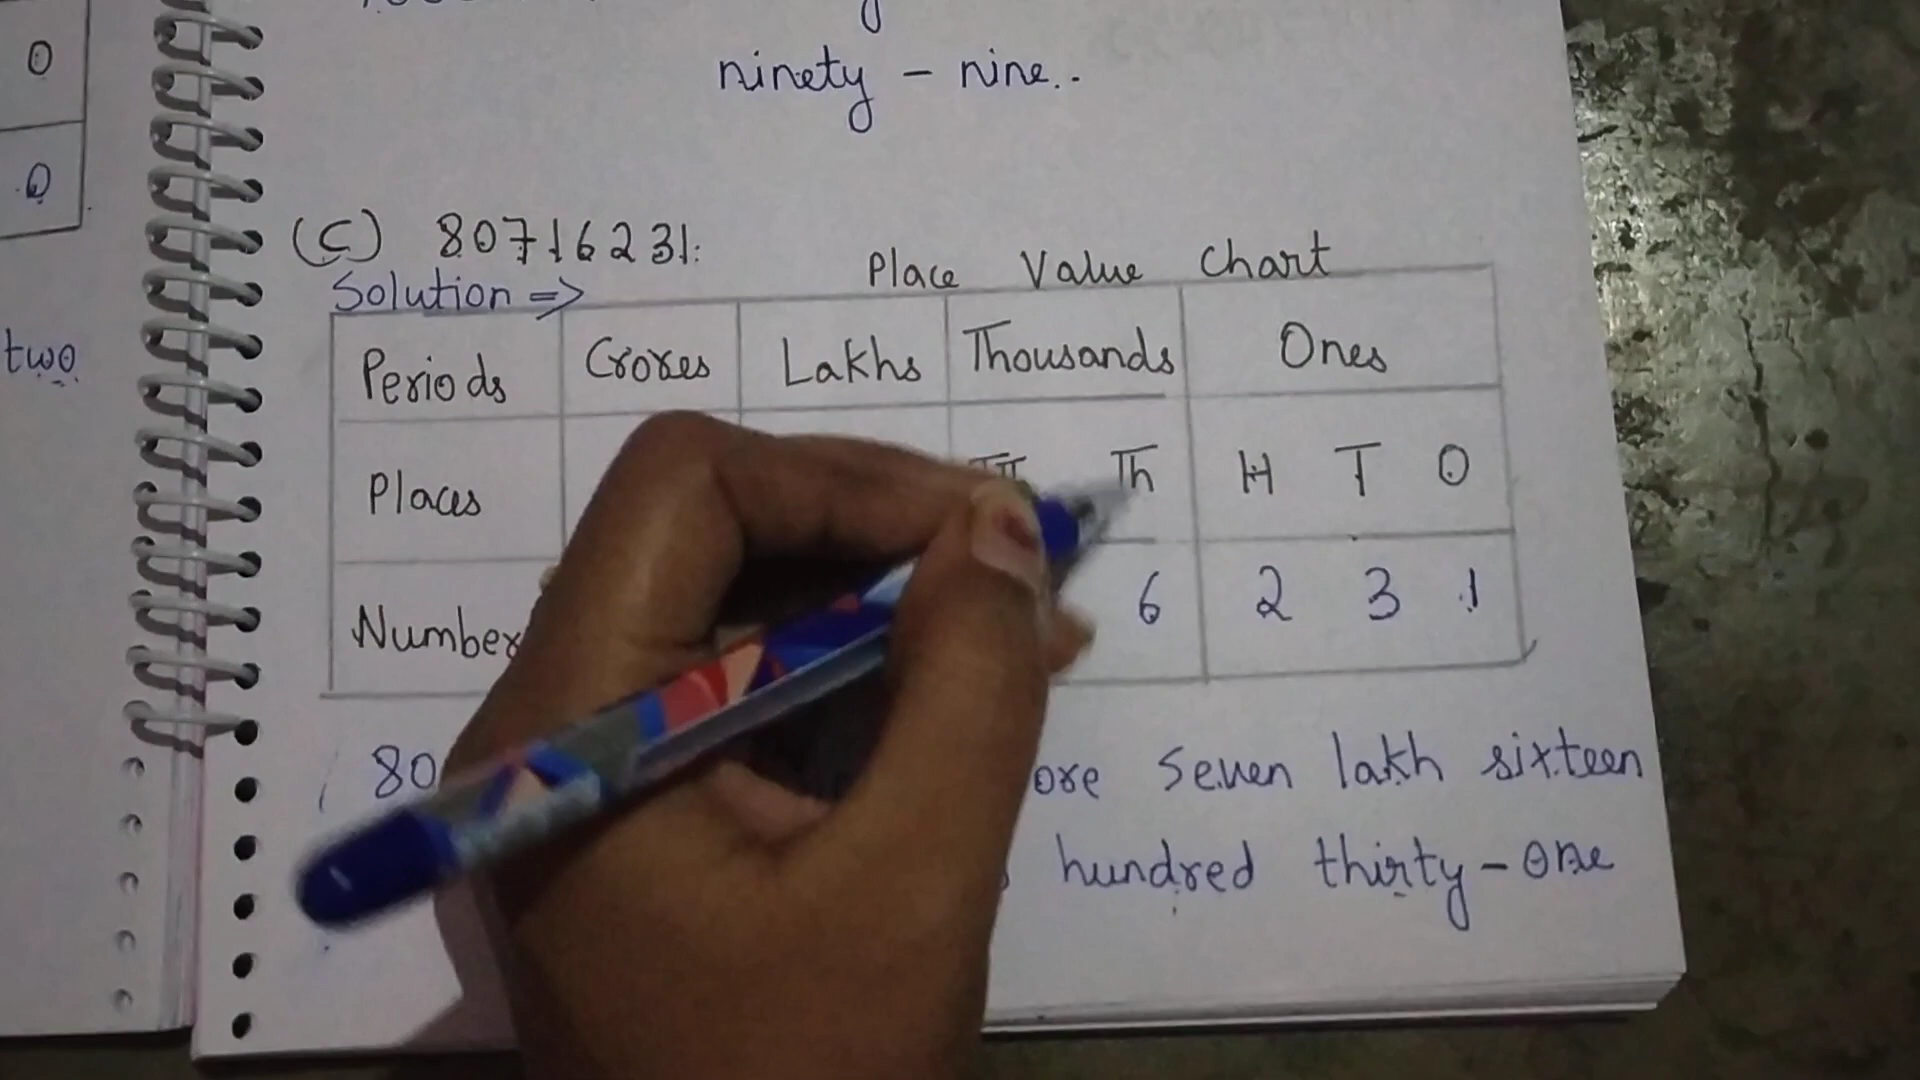 0
0
two
ninety - nine.
(C) 80716231:
Solution =>
Place Value Chart
Periods Crores Lakhs Thousands Ones
Places Th H T O
Number 6 2 3 1
80 ore seven lakh sixteen
hundred thirty-one